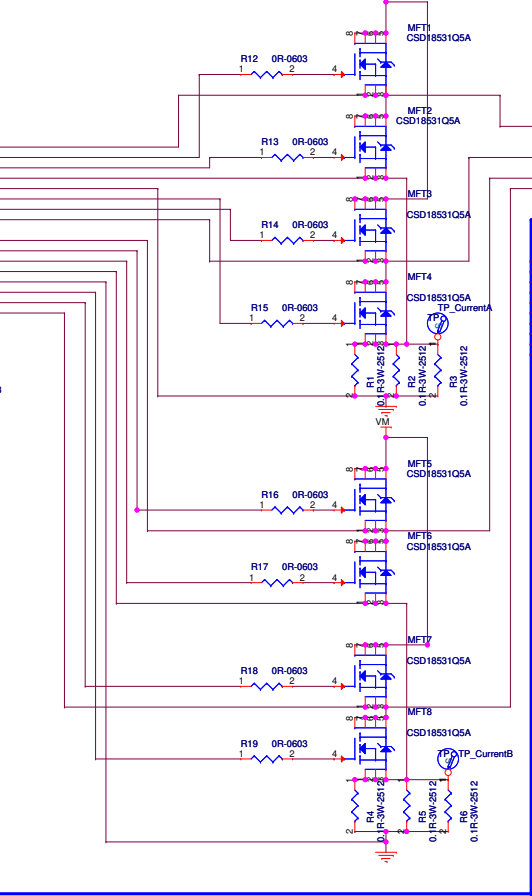 MFT1
CSD18531Q5A
R12 0R-0603
1 2 4
MFT2
CSD18531Q5A
R13 0R-0603
1 2 4
MFT3
CSD18531Q5A
R14 0R-0603
1 2 4
MFT4
CSD18531Q5A
R15 0R-0603
1 2 4
TP_CurrentA
TP
R1
0.1R-3W-2512
R2
0.1R-3W-2512
R3
0.1R-3W-2512
VM
MFT5
CSD18531Q5A
R16 0R-0603
1 2 4
MFT6
CSD18531Q5A
R17 0R-0603
1 2 4
MFT7
CSD18531Q5A
R18 0R-0603
1 2 4
MFT8
CSD18531Q5A
R19 0R-0603
1 2 4
TP_CurrentB
R4
0.1R-3W-2512
R5
0.1R-3W-2512
R6
0.1R-3W-2512